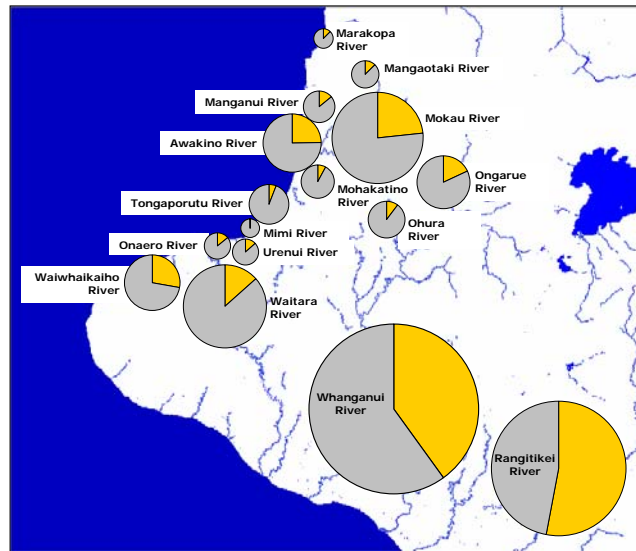 Marakopa
River
Mangaotaki River
Manganui River
Mokau River
Awakino River
Ongarue
River
Mohakatino
River
Tongaporutu River
Ohura
River
Mimi River
Onaero River
Urenui River
Waiwhaikaiho
River
Waitara
River
Whanganui
River
Rangitikei
River